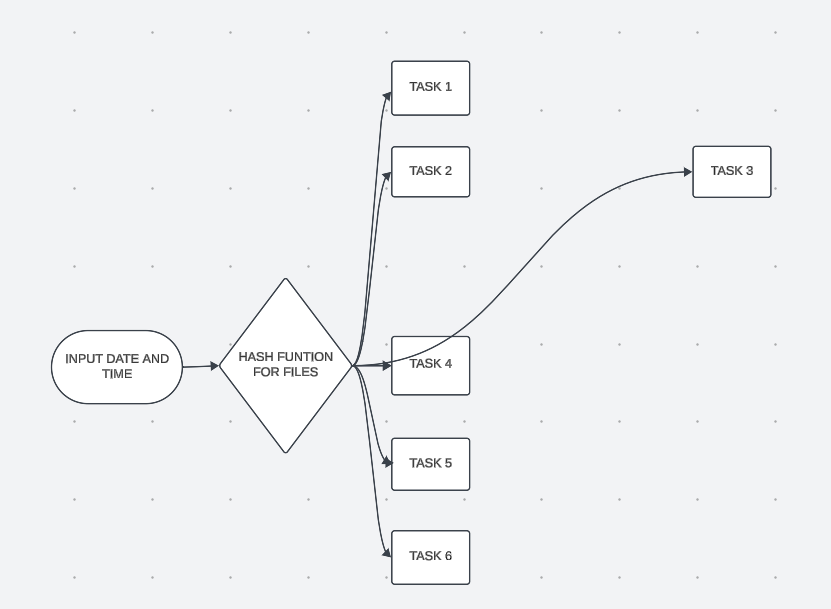 TASK 1
TASK 2
TASK 3
INPUT DATE AND
TIME
HASH FUNTION
FOR FILES
TASK 4
TASK 5
TASK 6